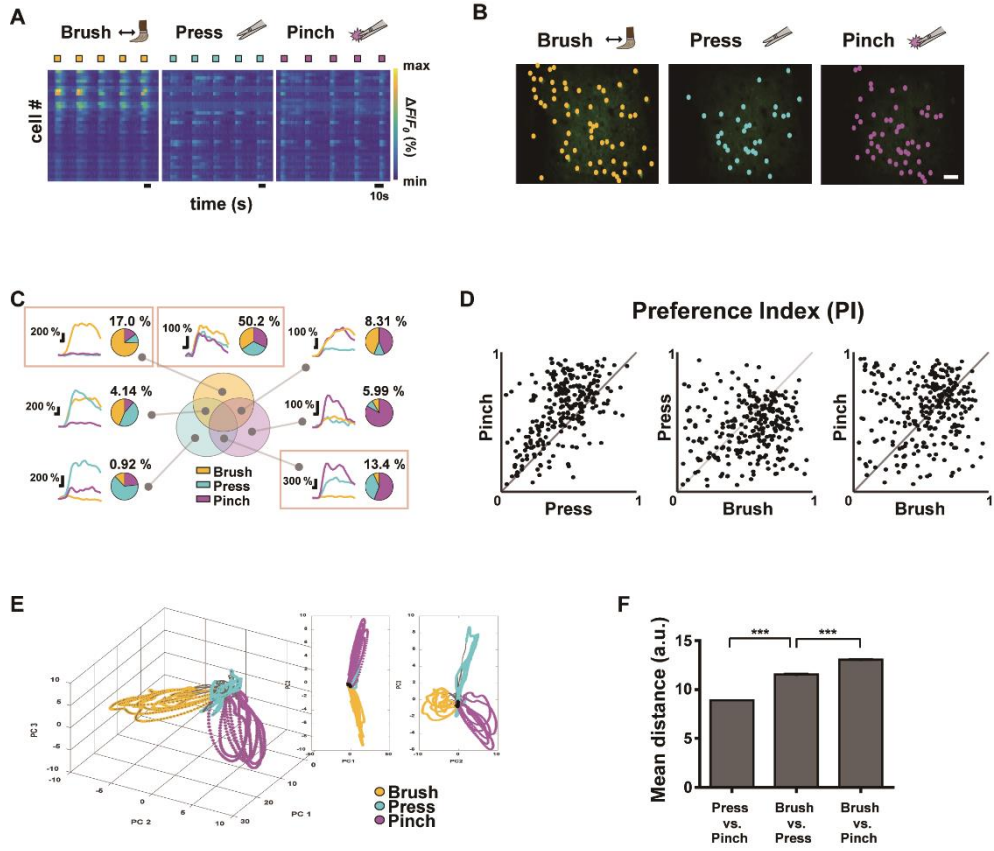 A
Brush
Press
Pinch
max
ΔF/F0 (%)
min
cell #
time (s)
10s
B
Brush
Press
Pinch
C
200 %
17.0 %
100 %
50.2 %
100 %
8.31 %
200 %
4.14 %
100 %
5.99 %
200 %
0.92 %
300 %
13.4 %
Brush
Press
Pinch
D
Preference Index (PI)
1
Pinch
0
Press
1
1
Press
0
Brush
1
1
Pinch
0
Brush
1
E
10
5
0
-5
-10
PC 3
-10
-5
0
5
10
PC 2
0
10
20
30
PC 1
PC1
PC2
Brush
Press
Pinch
F
Mean distance (a.u.)
15
10
5
0
***
***
Press
vs.
Pinch
Brush
vs.
Press
Brush
vs.
Pinch